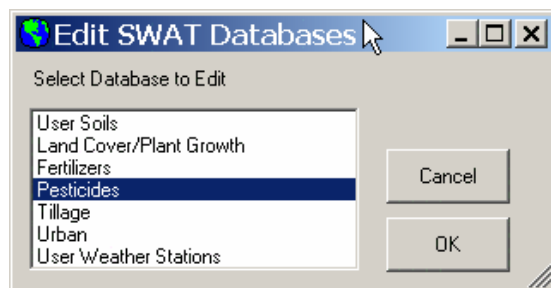 Edit SWAT Databases
Select Database to Edit
User Soils
Land Cover/Plant Growth
Fertilizers
Pesticides
Tillage
Urban
User Weather Stations
Cancel
OK